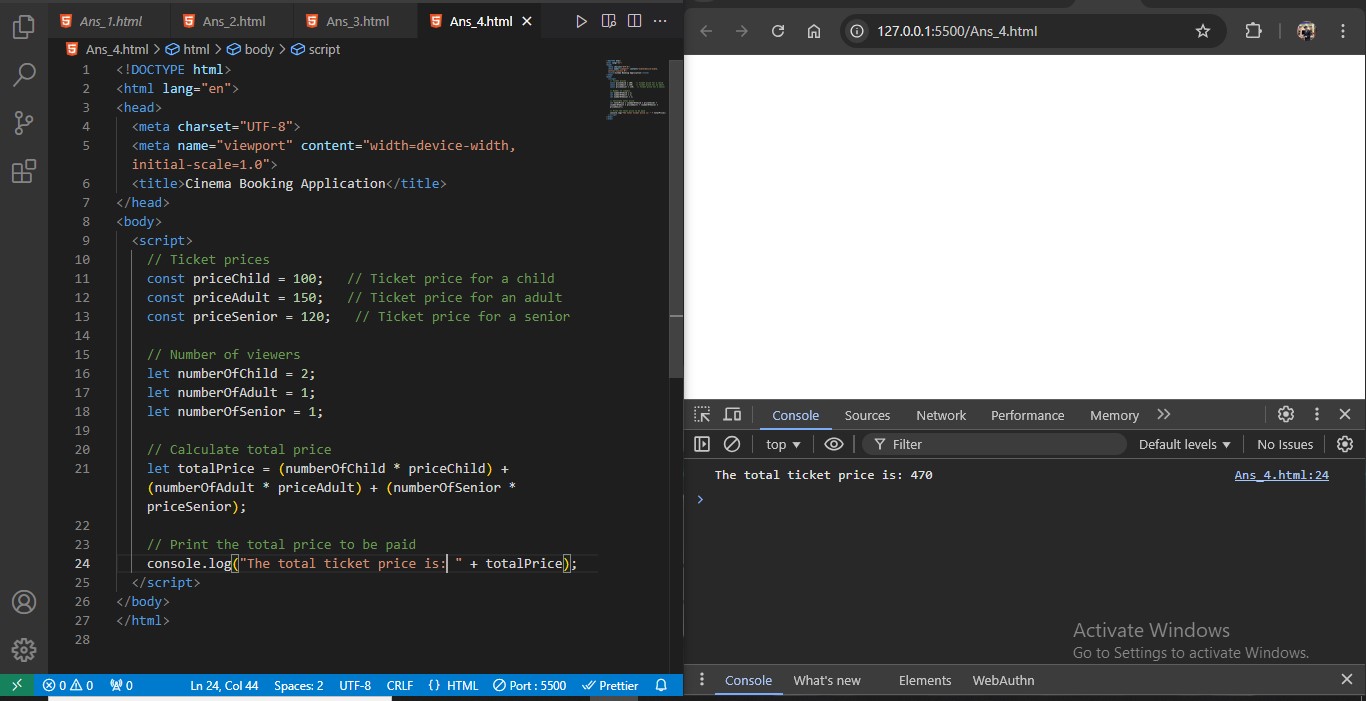 Ans_1.html Ans_2.html Ans_3.html Ans_4.html
Ans_4.html > html > body > script
1 <!DOCTYPE html>
2 <html lang="en">
3 <head>
4 <meta charset="UTF-8">
5 <meta name="viewport" content="width=device-width,
initial-scale=1.0">
6 <title>Cinema Booking Application</title>
7 </head>
8 <body>
9 <script>
10 // Ticket prices
11 const priceChild = 100; // Ticket price for a child
12 const priceAdult = 150; // Ticket price for an adult
13 const priceSenior = 120; // Ticket price for a senior
14
15 // Number of viewers
16 let numberOfChild = 2;
17 let numberOfAdult = 1;
18 let numberOfSenior = 1;
19
20 // Calculate total price
21 let totalPrice = (numberOfChild * priceChild) +
(numberOfAdult * priceAdult) + (numberOfSenior *
priceSenior);
22
23 // Print the total price to be paid
24 console.log("The total ticket price is: " + totalPrice);
25 </script>
26 </body>
27 </html>
28
0 0 0 Ln 24, Col 44 Spaces: 2 UTF-8 CRLF {} HTML Port : 5500 Prettier
127.0.0.1:5500/Ans_4.html
Console Sources Network Performance Memory
top Filter Default levels No Issues
The total ticket price is: 470 Ans_4.html:24
Activate Windows
Go to Settings to activate Windows.
Console What's new Elements WebAuthn